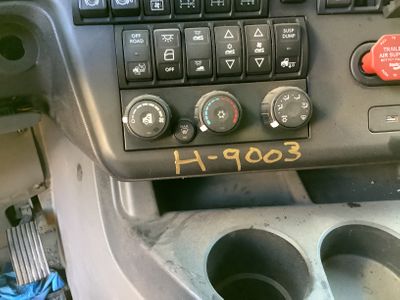 OFF
ROAD
OFF
SUSP
DUMP
TRAILER
AIR SUPPLY
H-9003